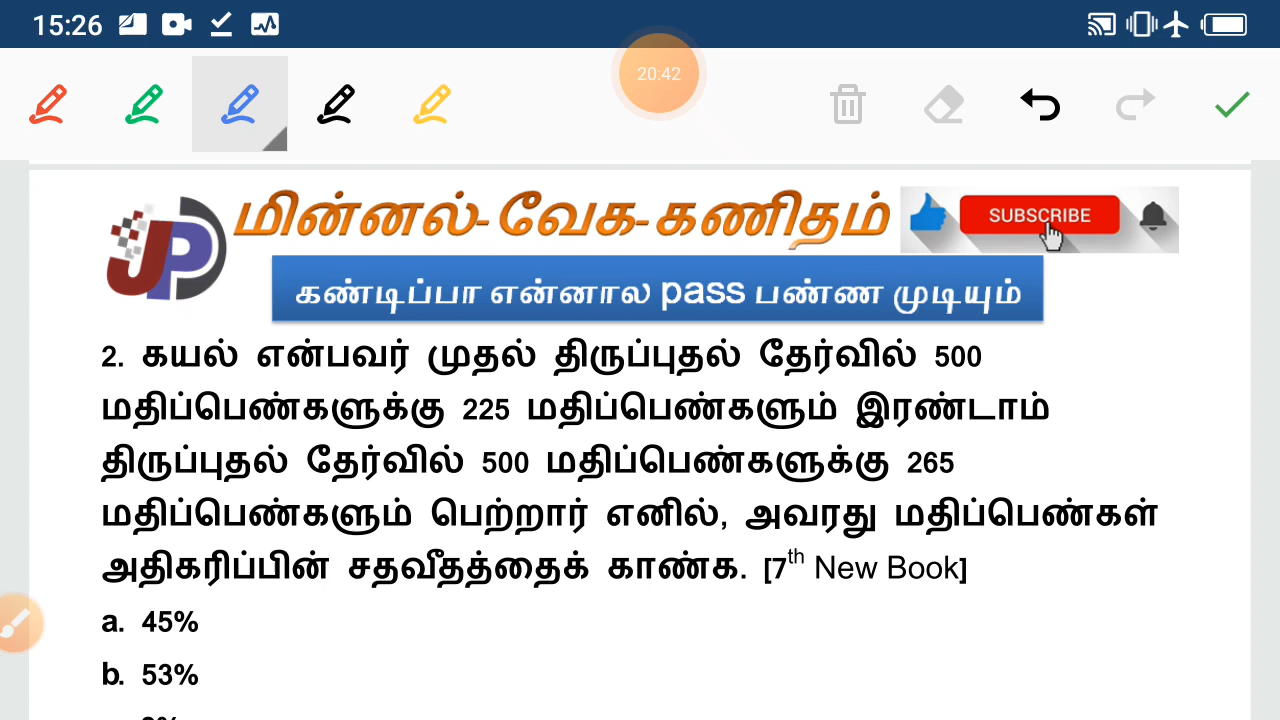 15:26
20:42
JP
மின்னல்-வேக-கணிதம்
SUBSCRIBE
கண்டிப்பா என்னால pass பண்ண முடியும்
2. கயல் என்பவர் முதல் திருப்புதல் தேர்வில் 500
மதிப்பெண்களுக்கு 225 மதிப்பெண்களும் இரண்டாம்
திருப்புதல் தேர்வில் 500 மதிப்பெண்களுக்கு 265
மதிப்பெண்களும் பெற்றார் எனில், அவரது மதிப்பெண்கள்
அதிகரிப்பின் சதவீதத்தைக் காண்க. [7th New Book]
a. 45%
b. 53%